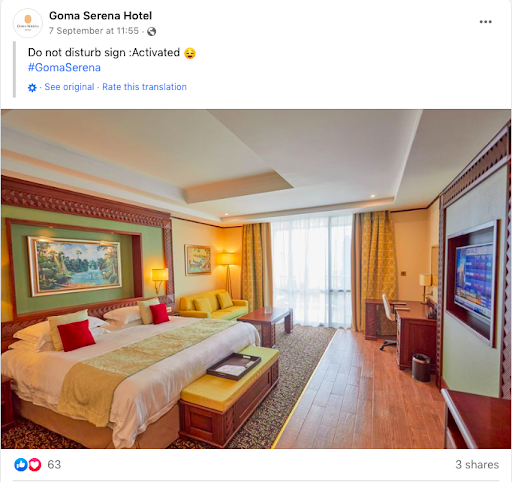 Goma Serena Hotel
7 September at 11:55 ·
Do not disturb sign :Activated 😌
#GomaSerena
· See original · Rate this translation
63
3 shares